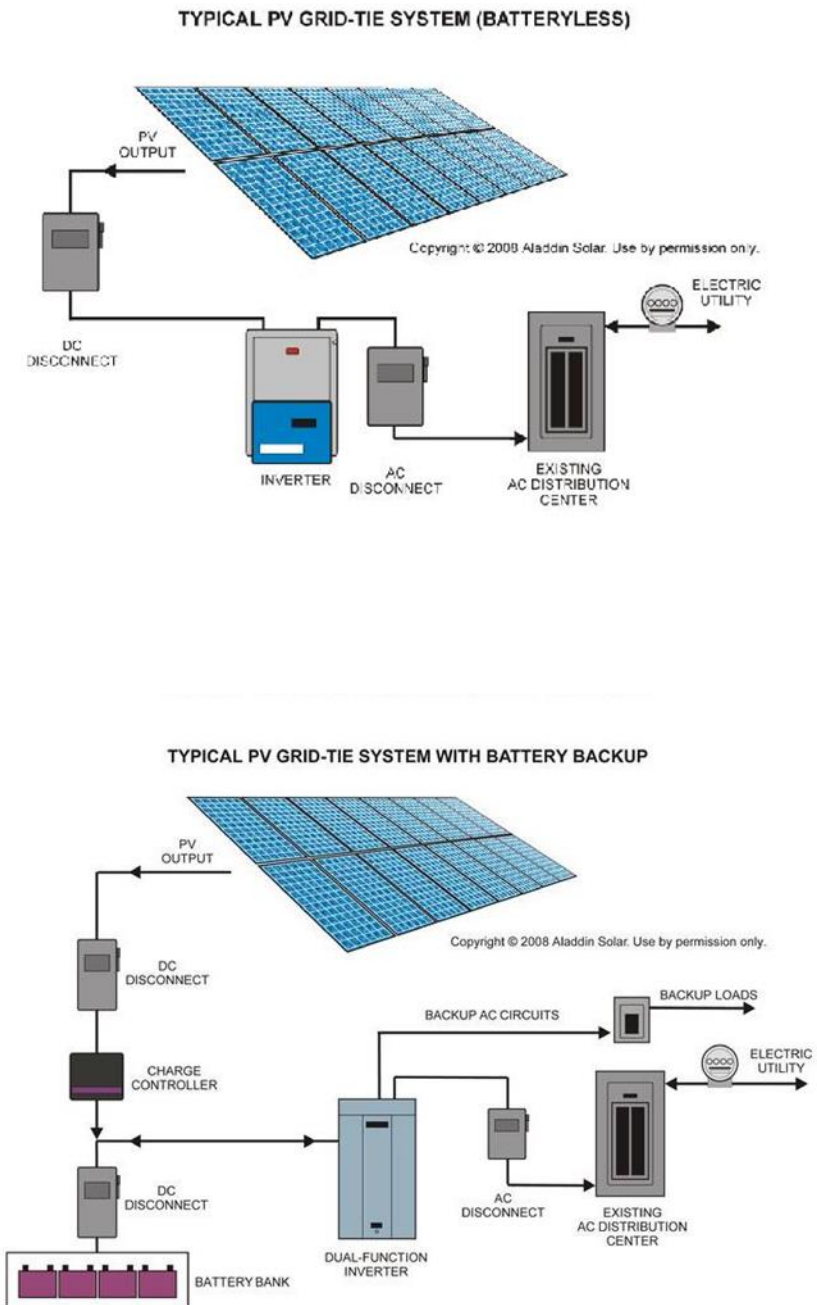 TYPICAL PV GRID-TIE SYSTEM (BATTERYLESS)
PV
OUTPUT
Copyright © 2008 Aladdin Solar. Use by permission only.
ELECTRIC
UTILITY
DC
DISCONNECT
INVERTER
AC
DISCONNECT
EXISTING
AC DISTRIBUTION
CENTER
TYPICAL PV GRID-TIE SYSTEM WITH BATTERY BACKUP
PV
OUTPUT
Copyright © 2008 Aladdin Solar. Use by permission only.
DC
DISCONNECT
BACKUP AC CIRCUITS
BACKUP LOADS
ELECTRIC
UTILITY
CHARGE
CONTROLLER
DC
DISCONNECT
AC
DISCONNECT
EXISTING
AC DISTRIBUTION
CENTER
DUAL-FUNCTION
INVERTER
BATTERY BANK